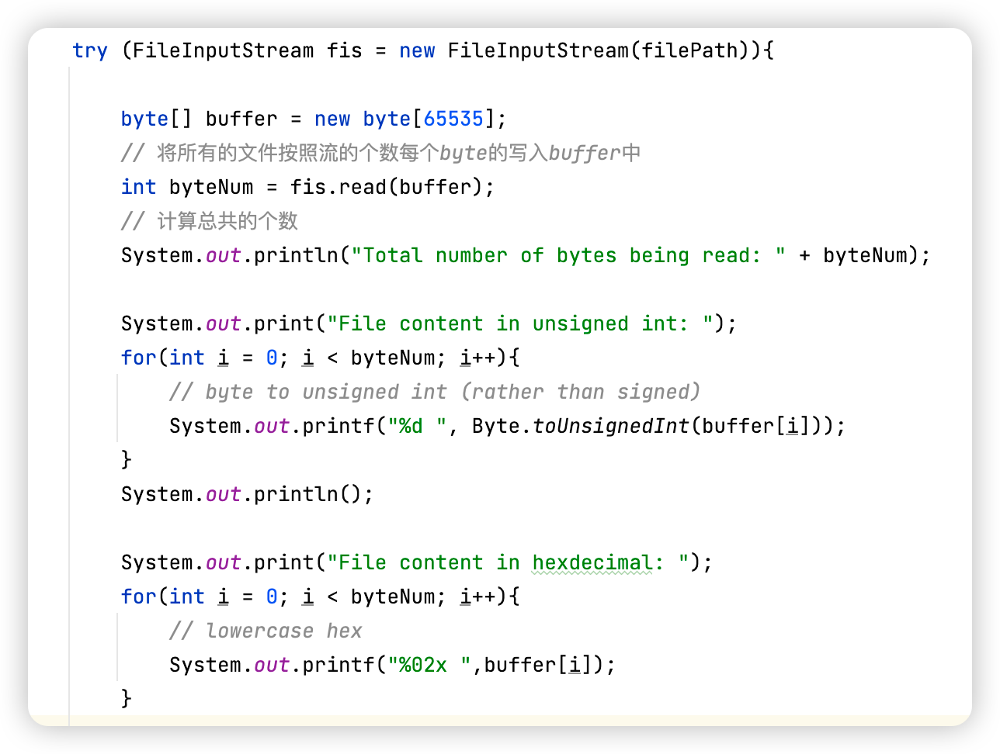 try (FileInputStream fis = new FileInputStream(filePath)){
byte[] buffer = new byte[65535];
// 将所有的文件按照流的个数每个byte的写入buffer中
int byteNum = fis.read(buffer);
// 计算总共的个数
System.out.println("Total number of bytes being read: " + byteNum);
System.out.print("File content in unsigned int: ");
for(int i = 0; i < byteNum; i++){
// byte to unsigned int (rather than signed)
System.out.printf("%d ", Byte.toUnsignedInt(buffer[i]));
}
System.out.println();
System.out.print("File content in hexdecimal: ");
for(int i = 0; i < byteNum; i++){
// lowercase hex
System.out.printf("%02x ",buffer[i]);
}